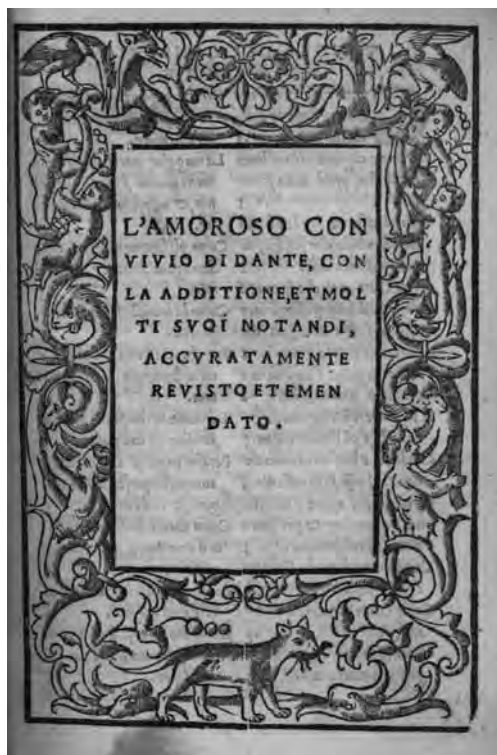 L'AMOROSO CON
VIVIO DI DANTE, CON
LA ADDITIONE, ET MOL
TI SVOI NOTANDI,
ACCVRATAMENTE
REVISTO ET EMEN
DATO.